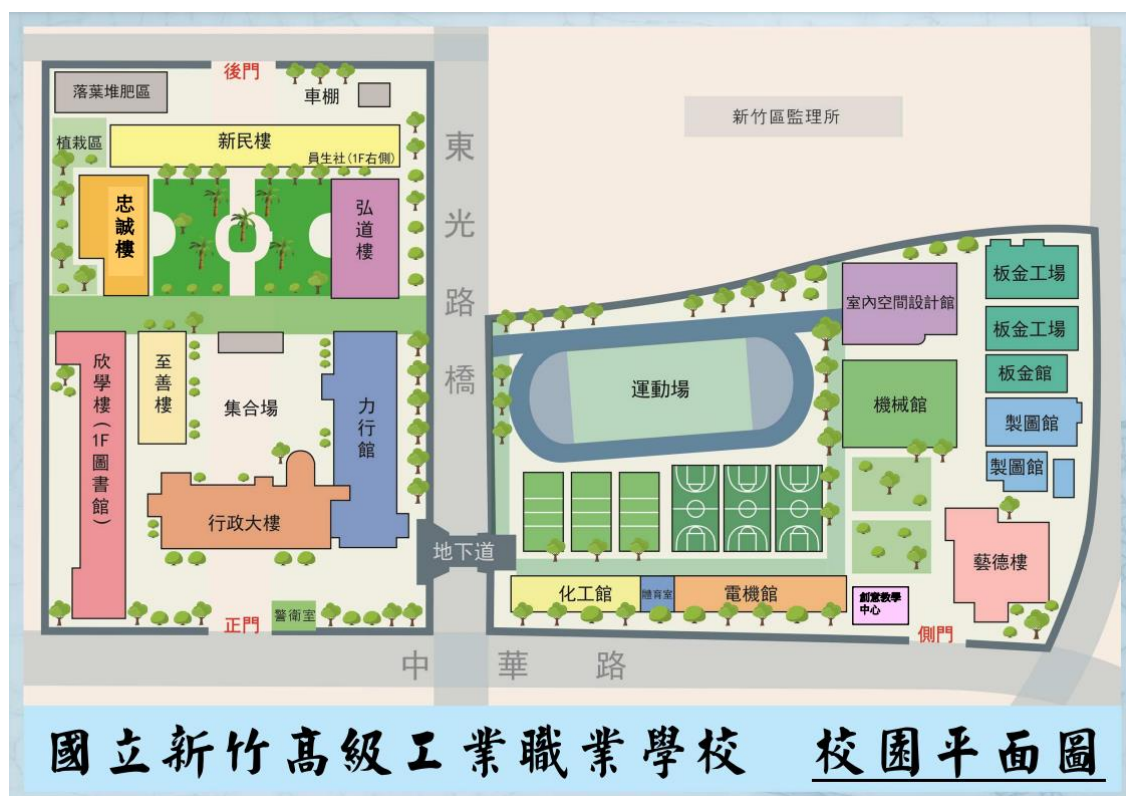 後門
落葉堆肥區
車棚
植栽區
新民樓
員生社(1F右側)
忠誠樓
弘道樓
東光路橋
新竹區監理所
欣學樓(1F圖書館)
至善樓
集合場
力行館
行政大樓
地下道
正門
警衛室
運動場
室內空間設計館
板金工場
板金工場
板金館
機械館
製圖館
製圖館
藝德樓
化工館
體育室
電機館
創意教學
中心
側門
中華路
國立新竹高級工業職業學校 校園平面圖